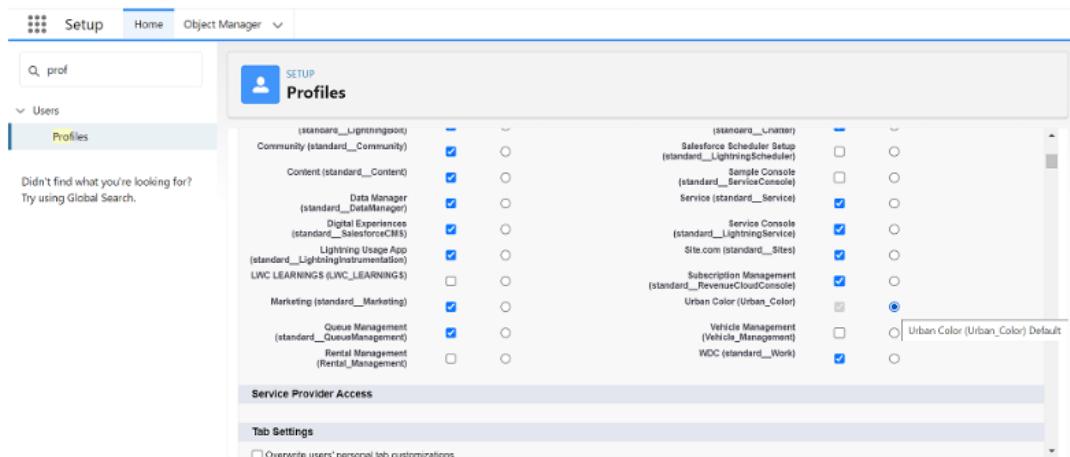 Setup
Home
Object Manager
prof
Users
Profiles
Didn't find what you're looking for?
Try using Global Search.
SETUP
Profiles
(standard__LightningBolt)
Community (standard__Community)
Content (standard__Content)
Data Manager
(standard__DataManager)
Digital Experiences
(standard__SalesforceCMS)
Lightning Usage App
(standard__LightningInstrumentation)
LWC LEARNINGS (LWC_LEARNINGS)
Marketing (standard__Marketing)
Queue Management
(standard__QueueManagement)
Rental Management
(Rental_Management)
(standard__Chatter)
Salesforce Scheduler Setup
(standard__LightningScheduler)
Sample Console
(standard__ServiceConsole)
Service (standard__Service)
Service Console
(standard__LightningService)
Site.com (standard__Sites)
Subscription Management
(standard__RevenueCloudConsole)
Urban Color (Urban_Color)
Urban Color (Urban_Color) Default
Vehicle Management
(Vehicle_Management)
WDC (standard__Work)
Service Provider Access
Tab Settings
Overwrite users' personal tab customizations